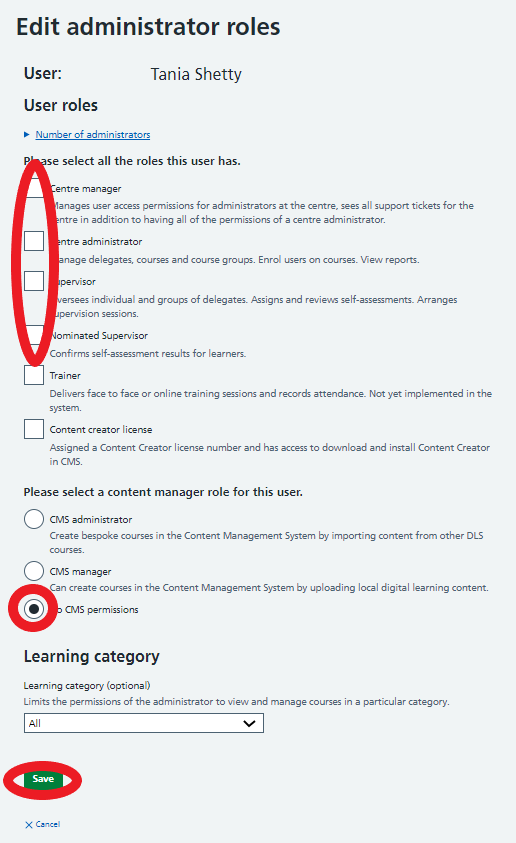 Edit administrator roles
User: Tania Shetty
User roles
Number of administrators
Please select all the roles this user has.
Centre manager
Manages user access permissions for administrators at the centre, sees all support tickets for the
centre in addition to having all of the permissions of a centre administrator.
Centre administrator
Manage delegates, courses and course groups. Enrol users on courses. View reports.
Supervisor
Oversees individual and groups of delegates. Assigns and reviews self-assessments. Arranges
supervision sessions.
Nominated Supervisor
Confirms self-assessment results for learners.
Trainer
Delivers face to face or online training sessions and records attendance. Not yet implemented in the
system.
Content creator license
Assigned a Content Creator license number and has access to download and install Content Creator
in CMS.
Please select a content manager role for this user.
CMS administrator
Create bespoke courses in the Content Management System by importing content from other DLS
courses.
CMS manager
Can create courses in the Content Management System by uploading local digital learning content.
No CMS permissions
Learning category
Learning category (optional)
Limits the permissions of the administrator to view and manage courses in a particular category.
All
Save
Cancel